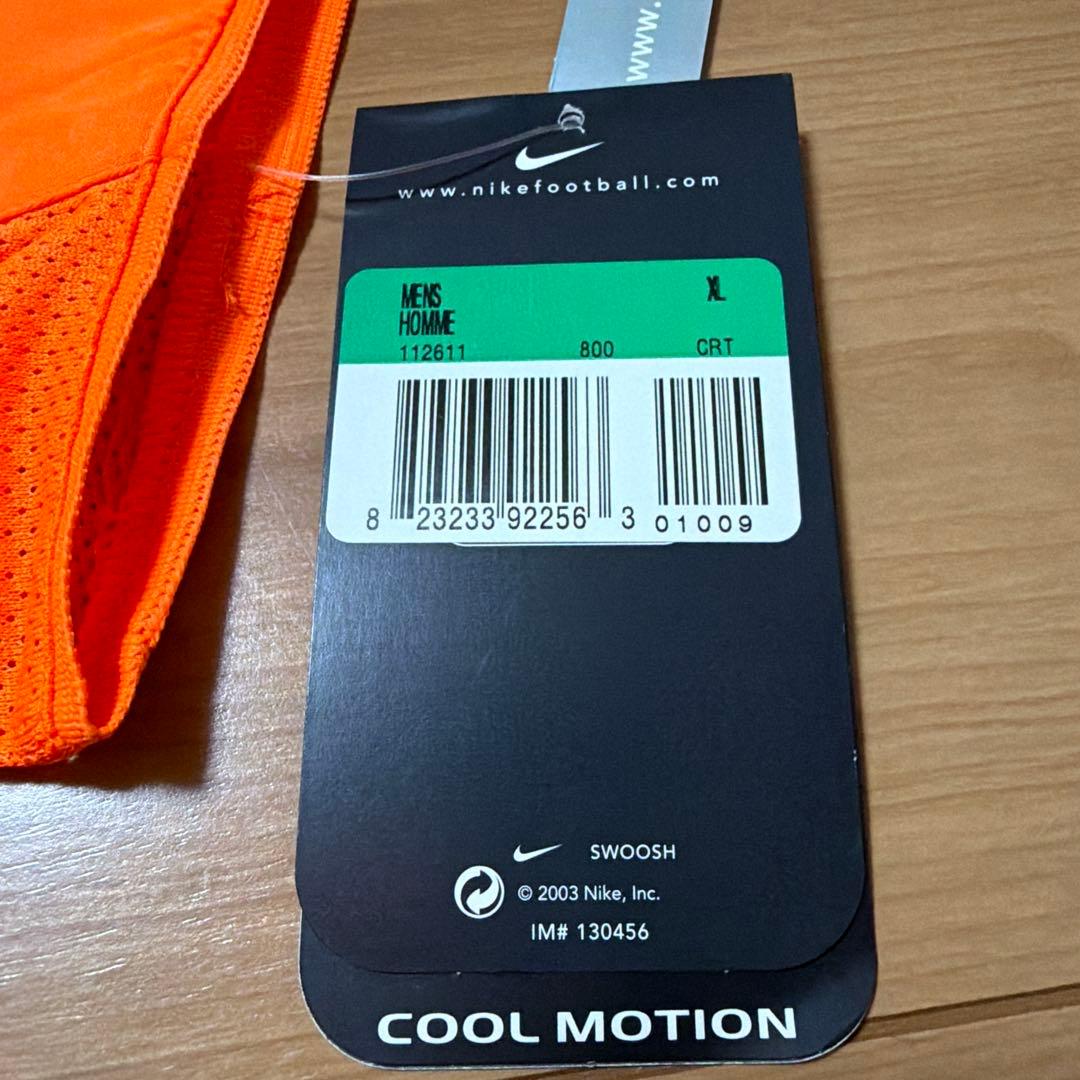 www.
www.nikefootball.com
MENS XL
HOMME
112611 800 CRT
8 23233 92256 3 01009
SWOOSH
© 2003 Nike, Inc.
IM# 130456
COOL MOTION